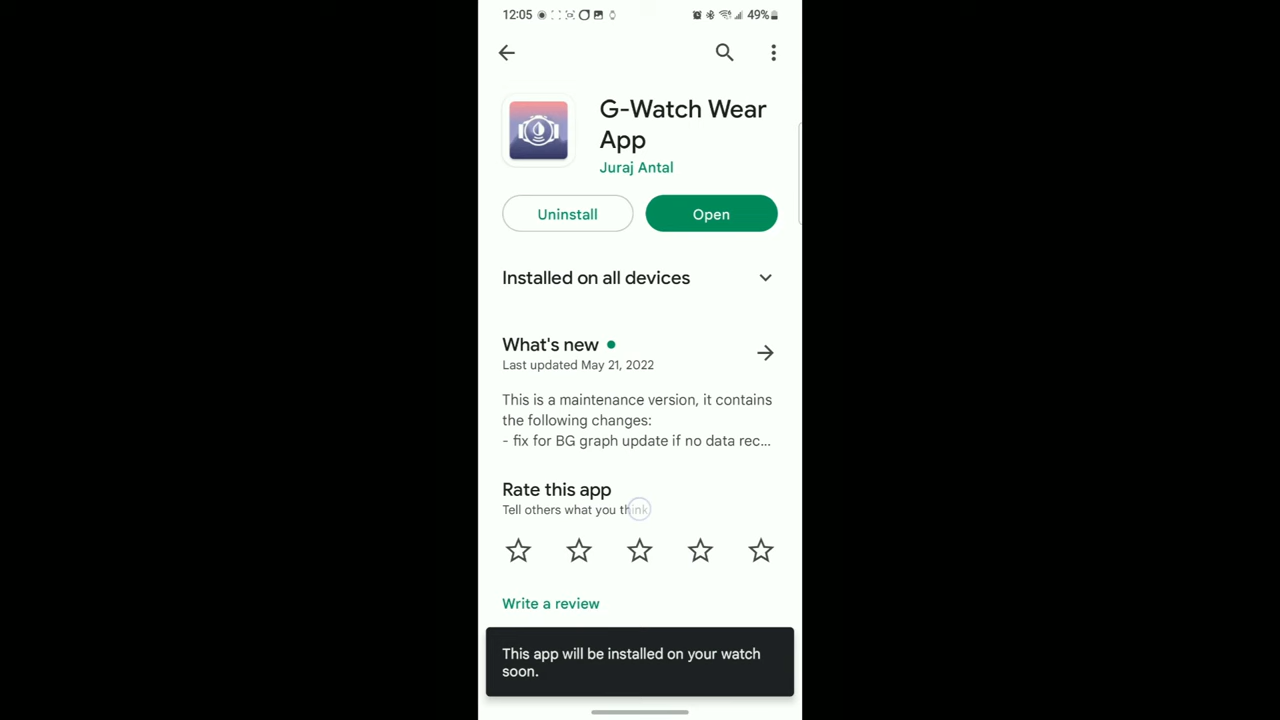 12:05
49%
G-Watch Wear
App
Juraj Antal
Uninstall
Open
Installed on all devices
What's new
Last updated May 21, 2022
This is a maintenance version, it contains
the following changes:
- fix for BG graph update if no data rec...
Rate this app
Tell others what you think
Write a review
This app will be installed on your watch
soon.